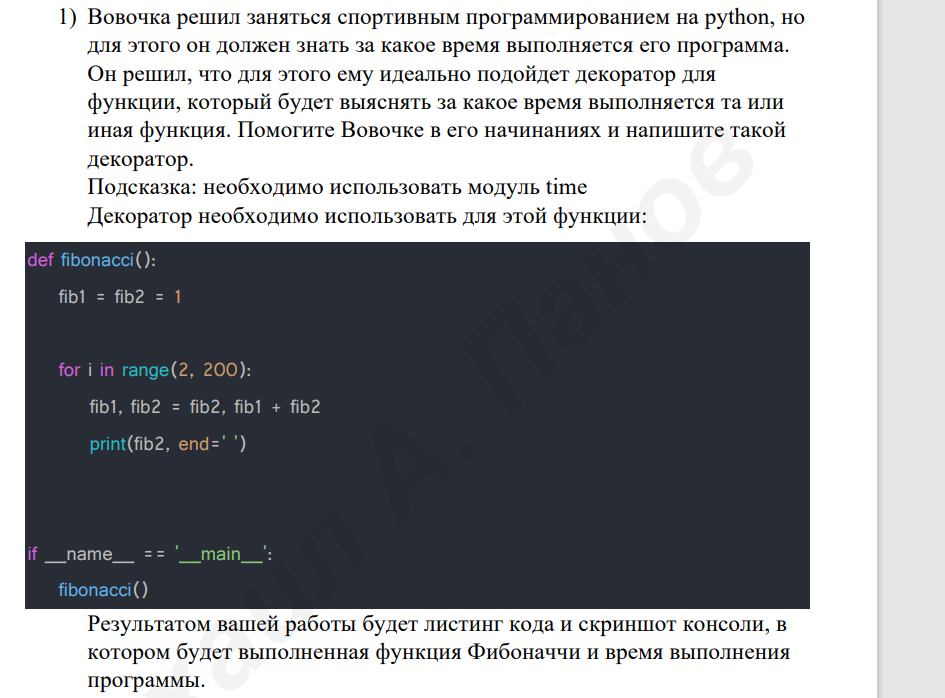 1) Вовочка решил заняться спортивным программированием на python, но
для этого он должен знать за какое время выполняется его программа.
Он решил, что для этого ему идеально подойдет декоратор для
функции, который будет выяснять за какое время выполняется та или
иная функция. Помогите Вовочке в его начинаниях и напишите такой
декоратор.
Подсказка: необходимо использовать модуль time
Декоратор необходимо использовать для этой функции:
def fibonacci():
fib1 = fib2 = 1
for i in range(2, 200):
fib1, fib2 = fib2, fib1 + fib2
print(fib2, end=' ')
if __name__ == '__main__':
fibonacci()
Результатом вашей работы будет листинг кода и скриншот консоли, в
котором будет выполненная функция Фибоначчи и время выполнения
программы.
А. Панов